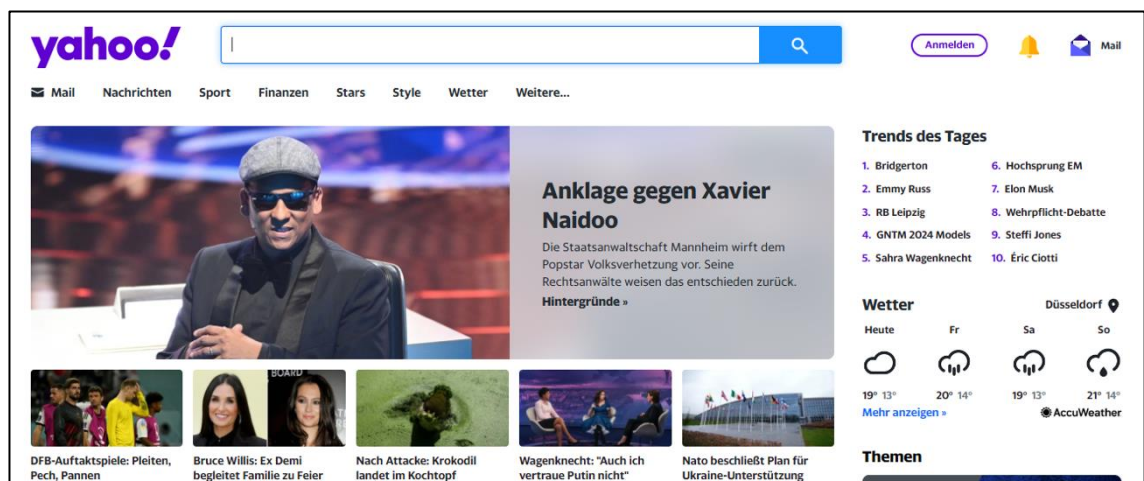 yahoo!
Anmelden
Mail
Mail Nachrichten Sport Finanzen Stars Style Wetter Weitere...
Anklage gegen Xavier
Naidoo
Die Staatsanwaltschaft Mannheim wirft dem
Popstar Volksverhetzung vor. Seine
Rechtsanwälte weisen das entschieden zurück.
Hintergründe »
BOARD
DFB-Auftaktspiele: Pleiten,
Pech, Pannen
Bruce Willis: Ex Demi
begleitet Familie zu Feier
Nach Attacke: Krokodil
landet im Kochtopf
Wagenknecht: "Auch ich
vertraue Putin nicht"
Nato beschließt Plan für
Ukraine-Unterstützung
Trends des Tages
1. Bridgerton
2. Emmy Russ
3. RB Leipzig
4. GNTM 2024 Models
5. Sahra Wagenknecht
6. Hochsprung EM
7. Elon Musk
8. Wehrpflicht-Debatte
9. Steffi Jones
10. Éric Ciotti
Wetter Düsseldorf
Heute Fr Sa So
19° 13° 20° 14° 19° 13° 21° 14°
Mehr anzeigen » AccuWeather
Themen